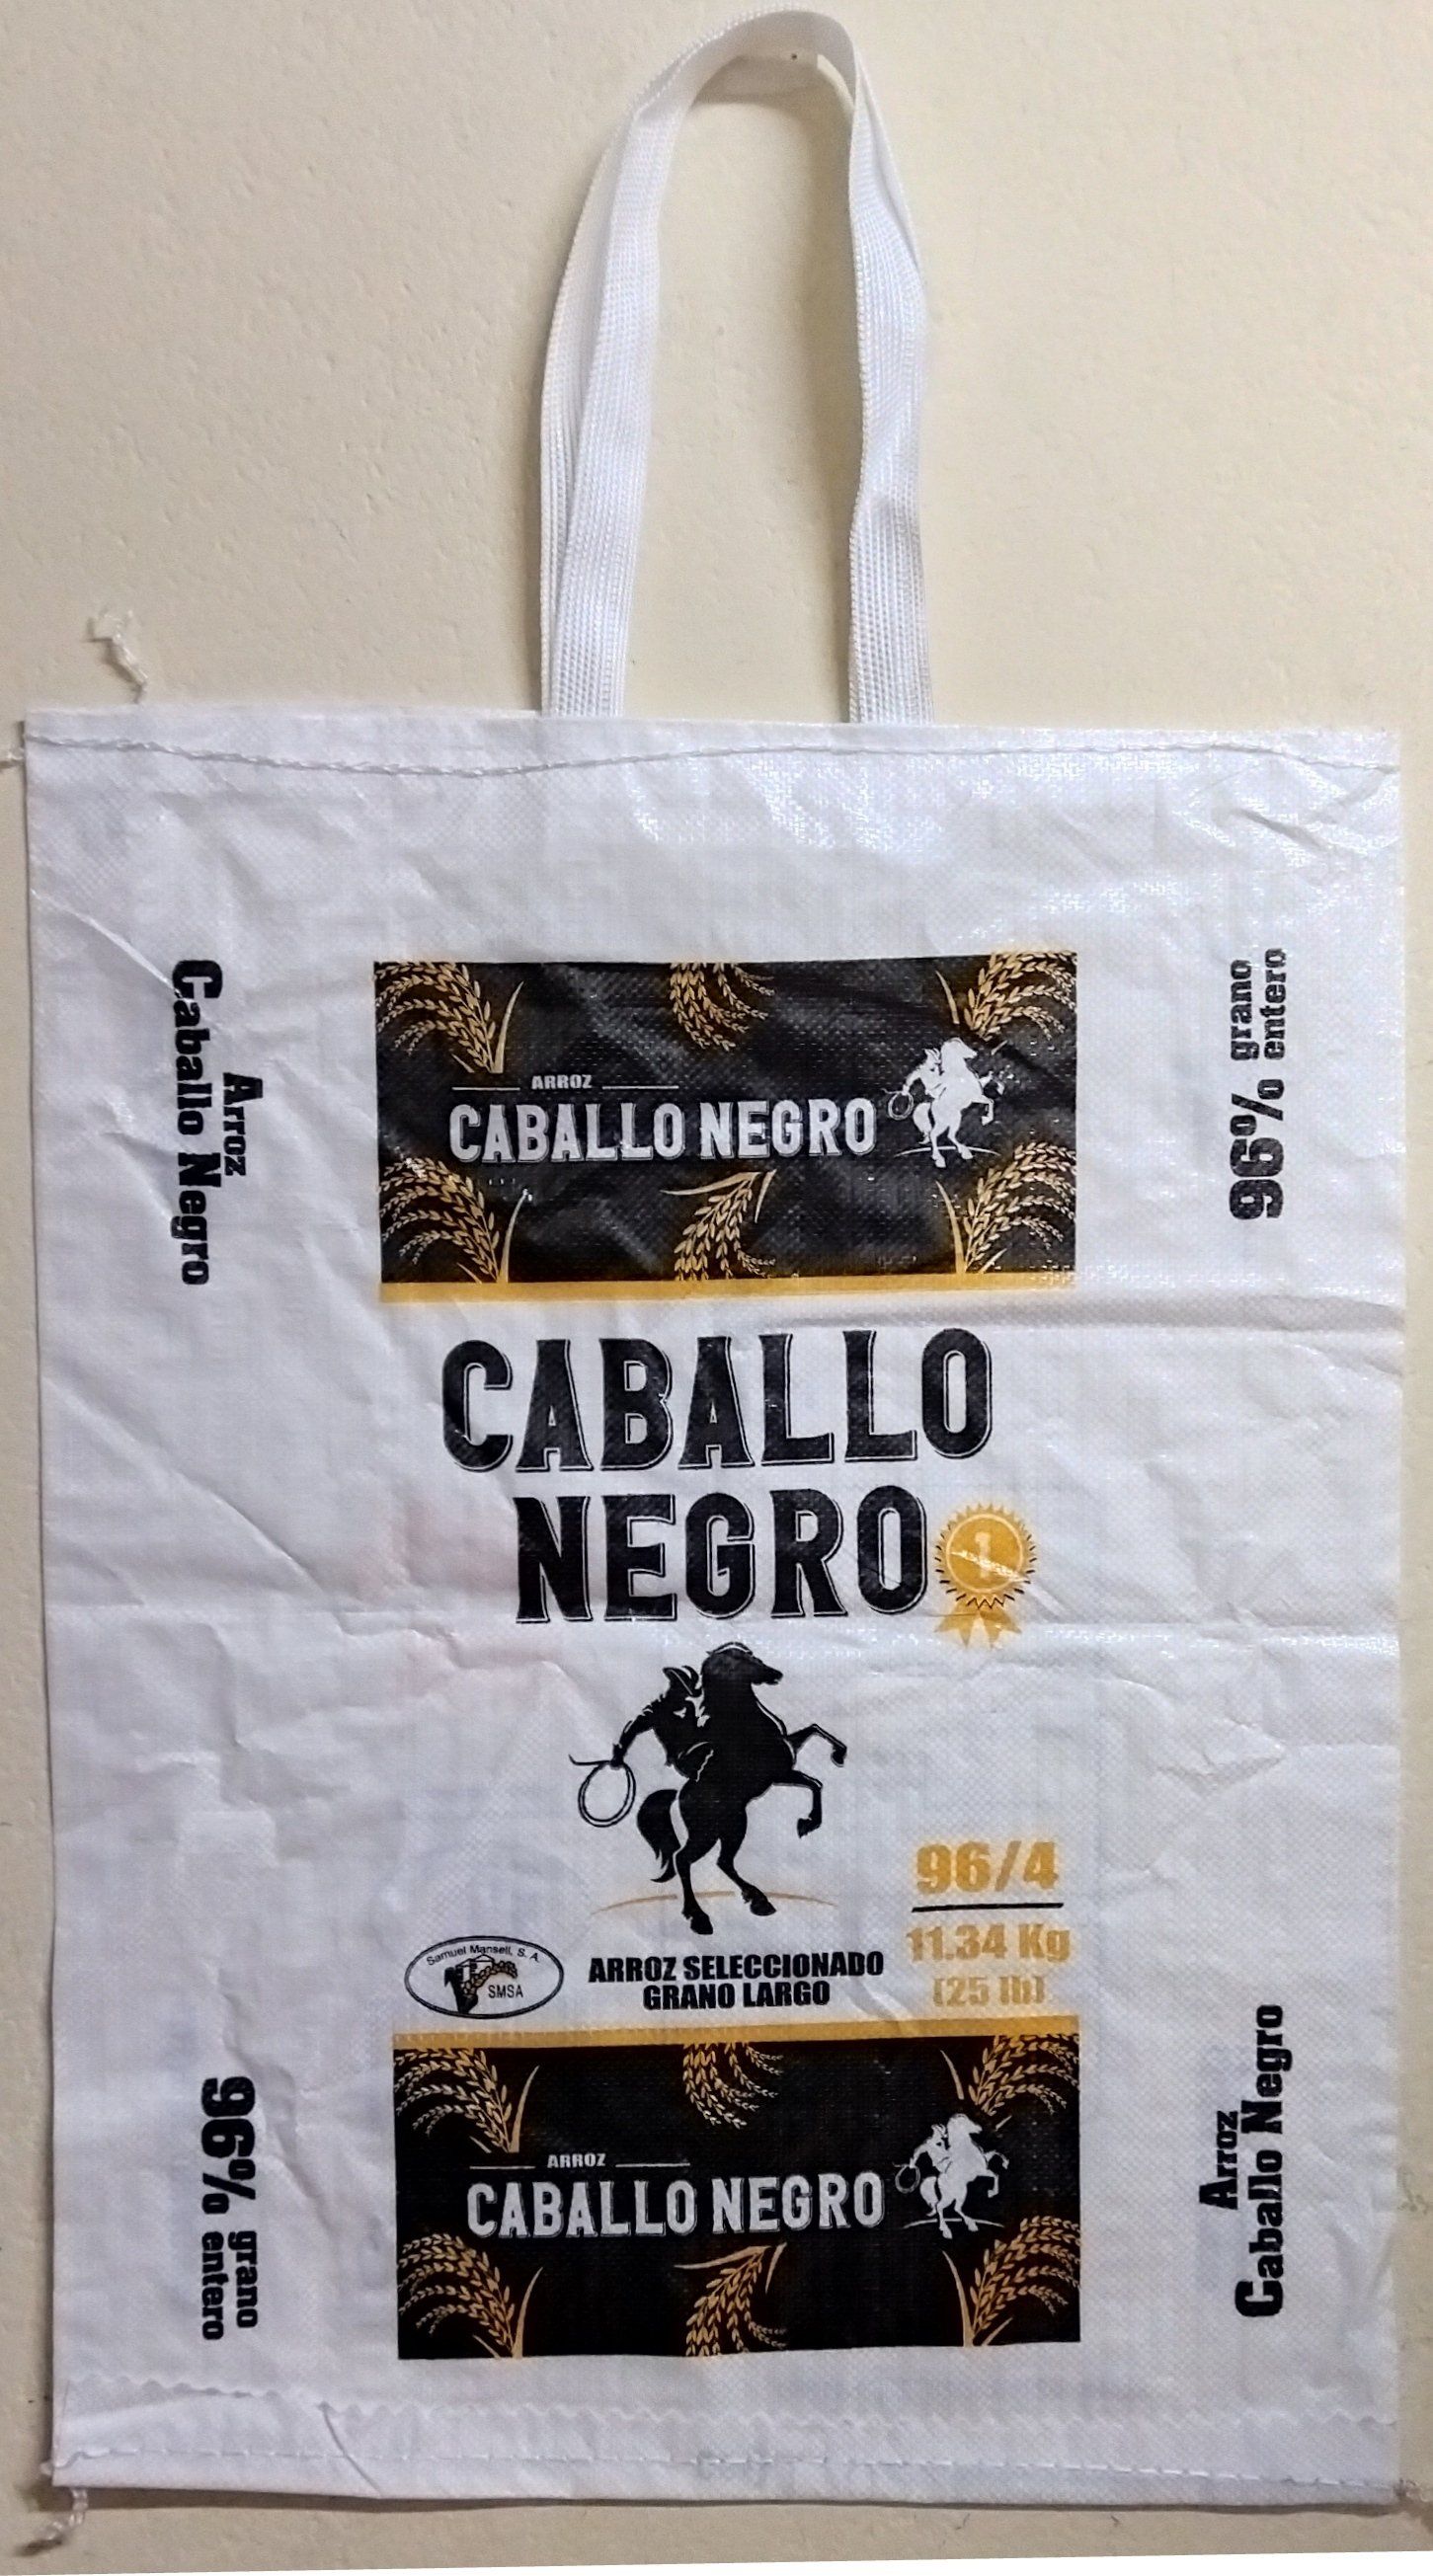 Arroz
Caballo Negro
96% grano
entero
ARROZ
CABALLO NEGRO
CABALLO
NEGRO
1
96/4
11.34 Kg
(25 lb)
Samuel Mansell, S. A.
SMSA
ARROZ SELECCIONADO
GRANO LARGO
ARROZ
CABALLO NEGRO
96% grano
entero
Arroz
Caballo Negro